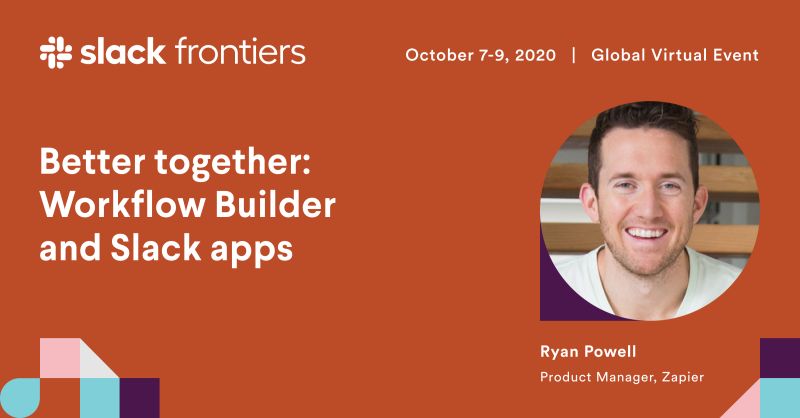 slack frontiers
October 7-9, 2020 | Global Virtual Event
Better together:
Workflow Builder
and Slack apps
Ryan Powell
Product Manager, Zapier